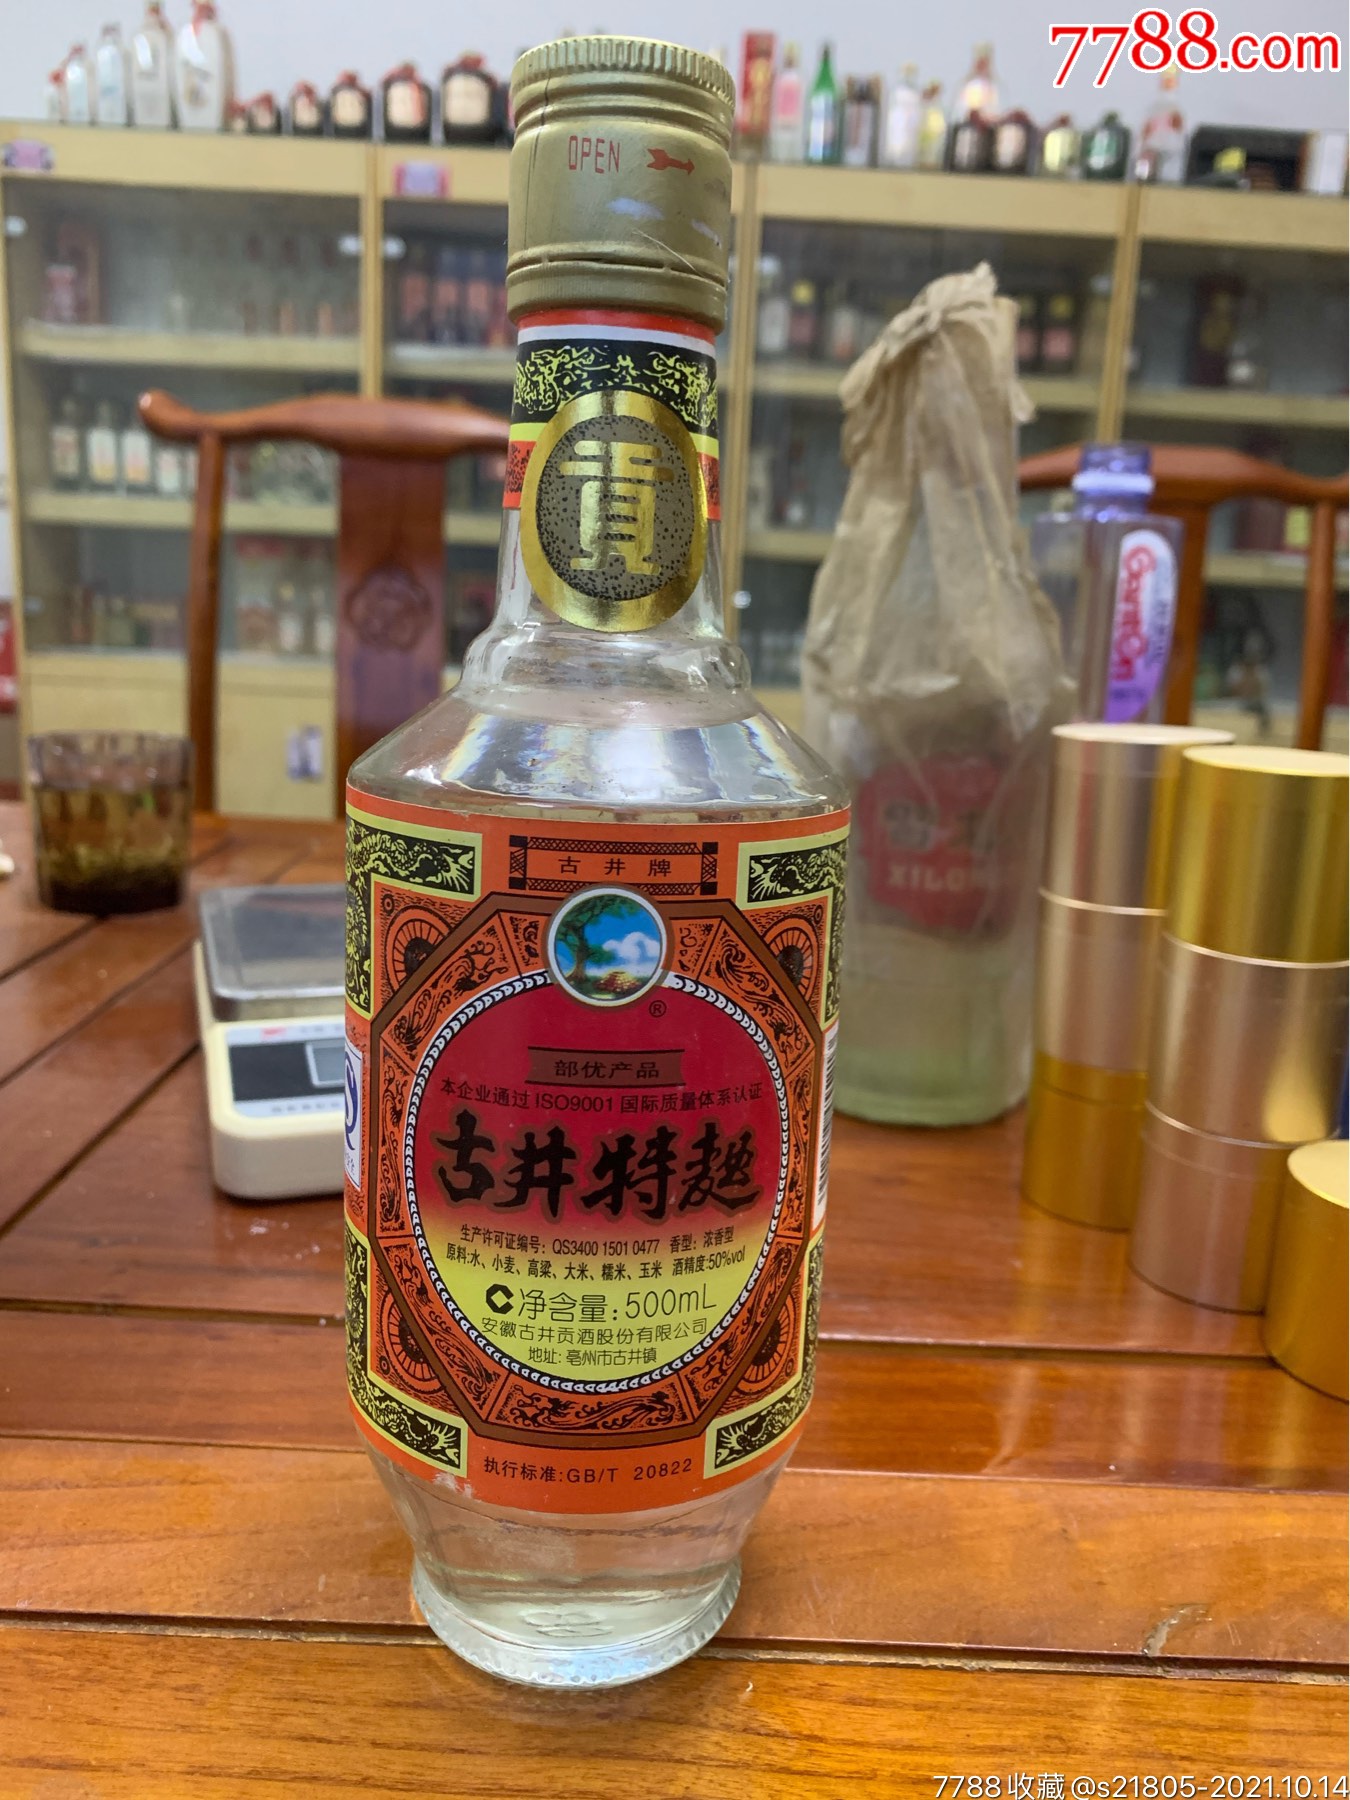 7788.com
OPEN
貢
古井牌
®
部优产品
本企业通过ISO9001国际质量体系认证
古井特麯
生产许可证编号：QS3400 1501 0477 香型：浓香型
原料:水、小麦、高粱、大米、糯米、玉米 酒精度:50%vol
C净含量:500mL
安徽古井贡酒股份有限公司
地址:亳州市古井镇
执行标准:GB/T 20822
XILO
7788收藏@s21805-2021.10.14